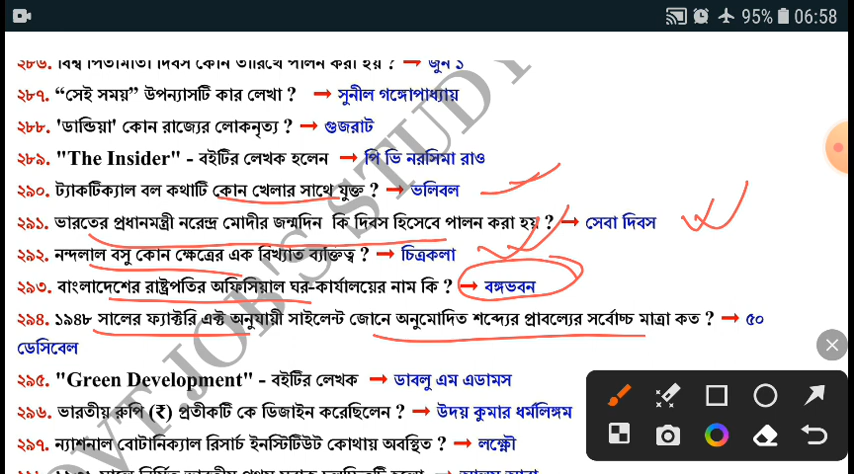 95% 06:58
২৮৬. বিশ্ব পিতামাতা দিবস কোন তারিখে পালন করা হয় ? → জুন ১
২৮৭. “সেই সময়” উপন্যাসটি কার লেখা ? → সুনীল গঙ্গোপাধ্যায়
২৮৮. 'ডান্ডিয়া' কোন রাজ্যের লোকনৃত্য ? → গুজরাট
২৮৯. "The Insider" - বইটির লেখক হলেন → পি ভি নরসিমা রাও
২৯০. ট্যাকটিক্যাল বল কথাটি কোন খেলার সাথে যুক্ত ? → ভলিবল
২৯১. ভারতের প্রধানমন্ত্রী নরেন্দ্র মোদীর জন্মদিন কি দিবস হিসেবে পালন করা হয় ? → সেবা দিবস
২৯২. নন্দলাল বসু কোন ক্ষেত্রের এক বিখ্যাত ব্যক্তিত্ব ? → চিত্রকলা
২৯৩. বাংলাদেশের রাষ্ট্রপতির অফিসিয়াল ঘর-কার্যালয়ের নাম কি ? → বঙ্গভবন
২৯৪. ১৯৪৮ সালের ফ্যাক্টরি এক্ট অনুযায়ী সাইলেন্ট জোনে অনুমোদিত শব্দের প্রাবল্যের সর্বোচ্চ মাত্রা কত ? → ৫০
ডেসিবেল
২৯৫. "Green Development" - বইটির লেখক → ডাবলু এম এডামস
২৯৬. ভারতীয় রুপি (₹) প্রতীকটি কে ডিজাইন করেছিলেন ? → উদয় কুমার ধর্মলিঙ্গম
২৯৭. ন্যাশনাল বোটানিক্যাল রিসার্চ ইনস্টিটিউট কোথায় অবস্থিত ? → লক্ষ্ণৌ
VT.JOB'S STUDY